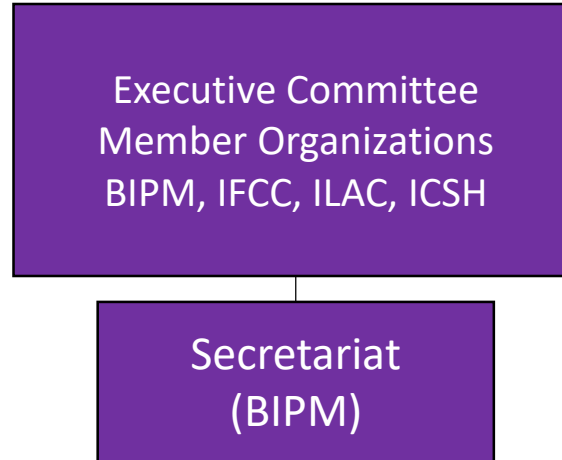 Executive Committee
Member Organizations
BIPM, IFCC, ILAC, ICSH
Secretariat
(BIPM)